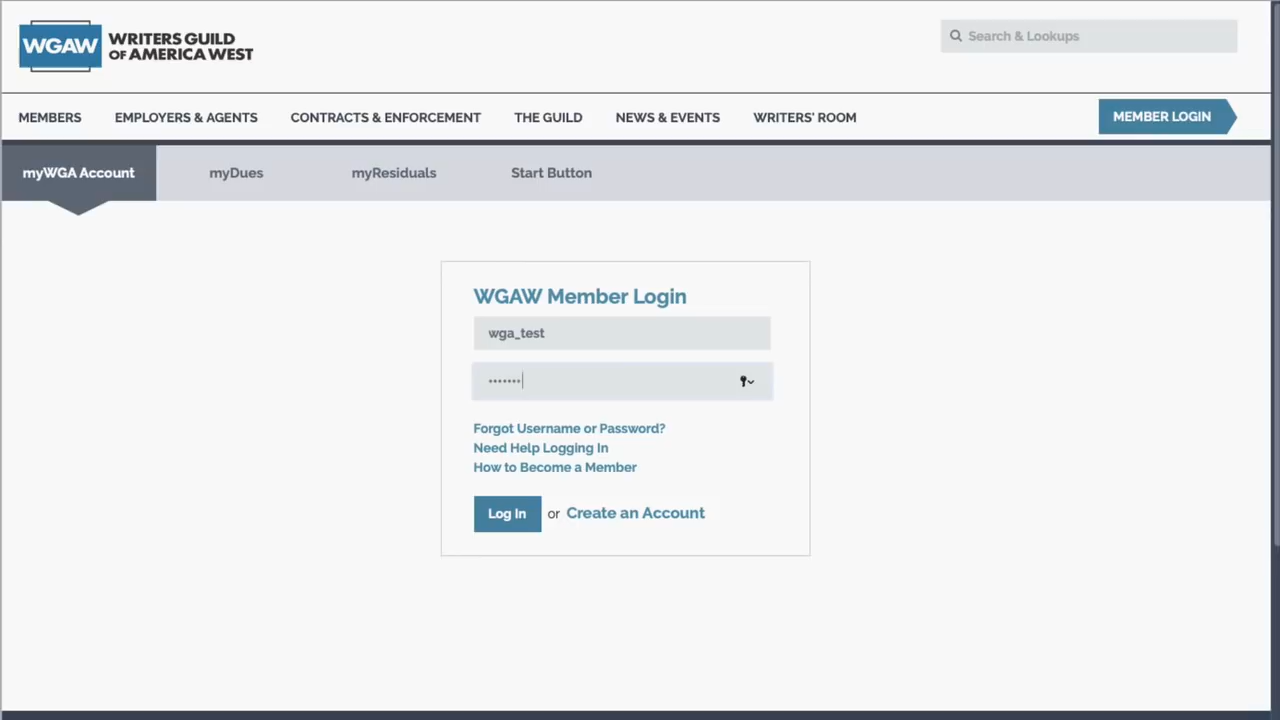 WGAW WRITERS GUILD
OF AMERICA WEST
Search & Lookups
MEMBERS EMPLOYERS & AGENTS CONTRACTS & ENFORCEMENT THE GUILD NEWS & EVENTS WRITERS' ROOM MEMBER LOGIN
myWGA Account myDues myResiduals Start Button
WGAW Member Login
wga_test
•••••••
Forgot Username or Password?
Need Help Logging In
How to Become a Member
Log In or Create an Account